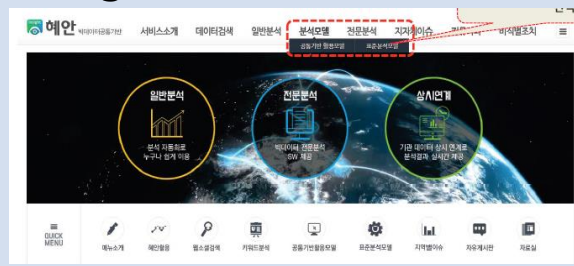 혜안 빅데이터공통기반
서비스소개 데이터검색 일반분석 분석모델 전문분석 비식별조치
공통기반 활용모델 표준분석모델
일반분석 전문분석 상시연계
분석 자동화로 빅데이터 전문분석 기관 데이터 상시 연계로
누구나 쉽게 이용 SW 제공 분석결과 실시간 제공
QUICK
MENU
메뉴소개 혜안활용 웹소셜검색 키워드분석 공통기반활용모델 표준분석모델 지역별이슈 자유게시판 자료실